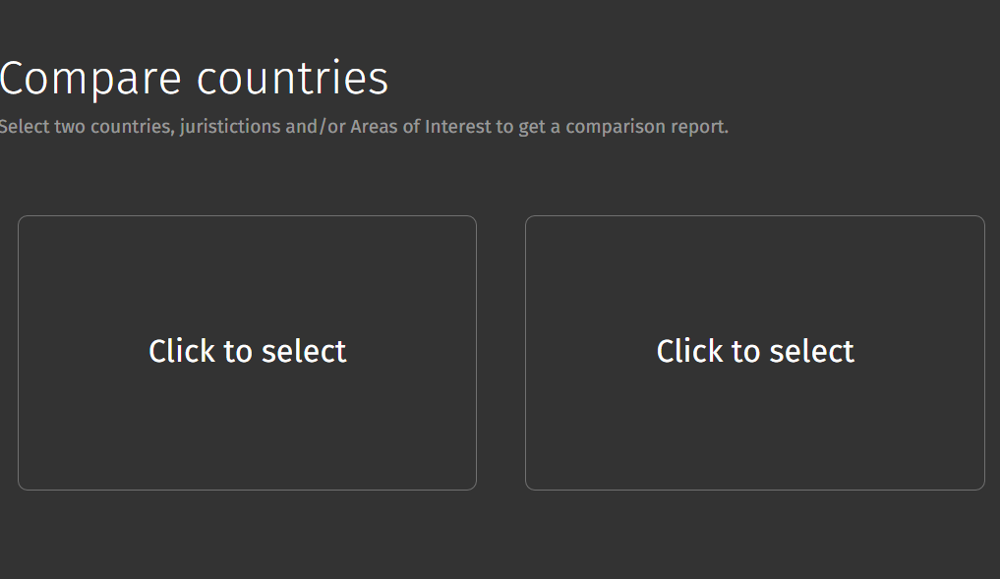 Compare countries
Select two countries, juristictions and/or Areas of Interest to get a comparison report.
Click to select
Click to select